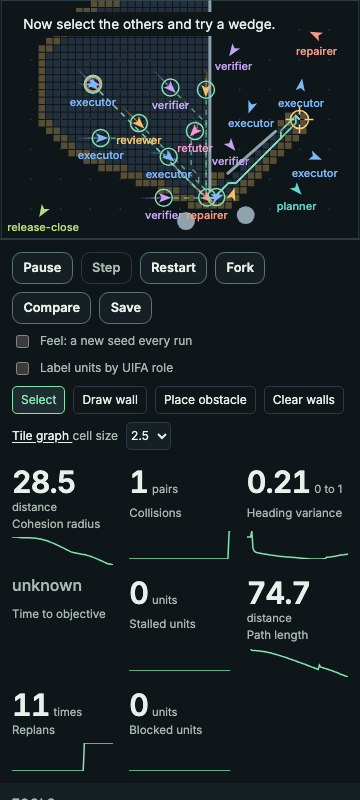 Now select the others and try a wedge.
repairer
verifier
executor
verifier
executor
executor
reviewer
refuter
executor
verifier
executor
executor
planner
verifier
repairer
release-close
Pause
Step
Restart
Fork
Compare
Save
Feel: a new seed every run
Label units by UIFA role
Select
Draw wall
Place obstacle
Clear walls
Tile graph cell size
2.5
28.5 distance
Cohesion radius
1 pairs
Collisions
0.21 0 to 1
Heading variance
unknown
Time to objective
0 units
Stalled units
74.7 distance
Path length
11 times
Replans
0 units
Blocked units